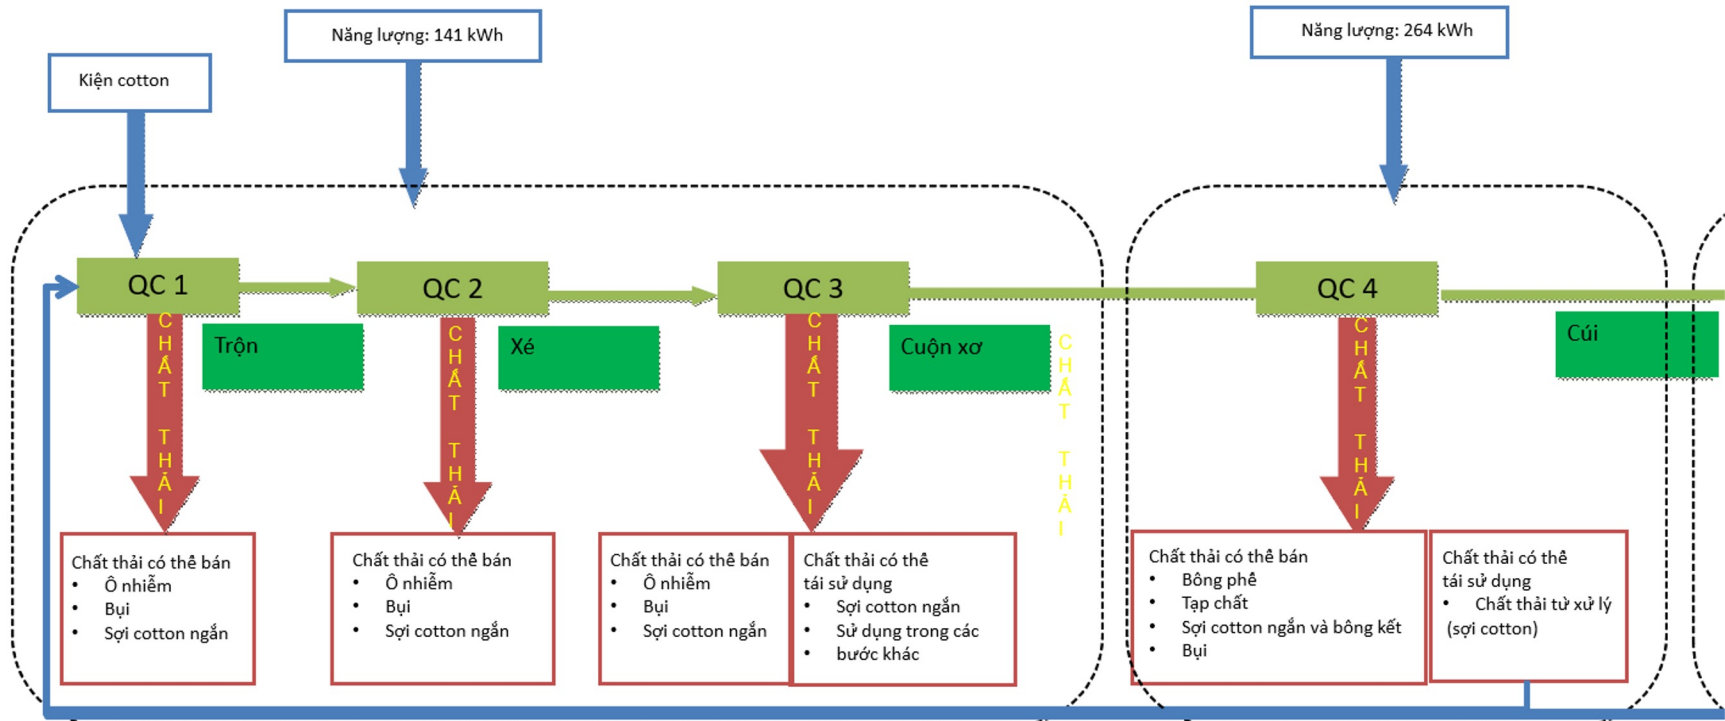 Năng lượng: 141 kWh
Năng lượng: 264 kWh
Kiện cotton
QC 1
QC 2
QC 3
QC 4
CHẤT THẢI
Trộn
CHẤT THẢI
Xé
CHẤT THẢI
Cuộn xơ
CHẤT THẢI
CHẤT THẢI
Cúi
Chất thải có thể bán
• Ô nhiễm
• Bụi
• Sợi cotton ngắn
Chất thải có thể bán
• Ô nhiễm
• Bụi
• Sợi cotton ngắn
Chất thải có thể bán
• Ô nhiễm
• Bụi
• Sợi cotton ngắn
Chất thải có thể
tái sử dụng
• Sợi cotton ngắn
• Sử dụng trong các
• bước khác
Chất thải có thể bán
• Bông phế
• Tạp chất
• Sợi cotton ngắn và bông kết
• Bụi
Chất thải có thể
tái sử dụng
• Chất thải từ xử lý
(sợi cotton)